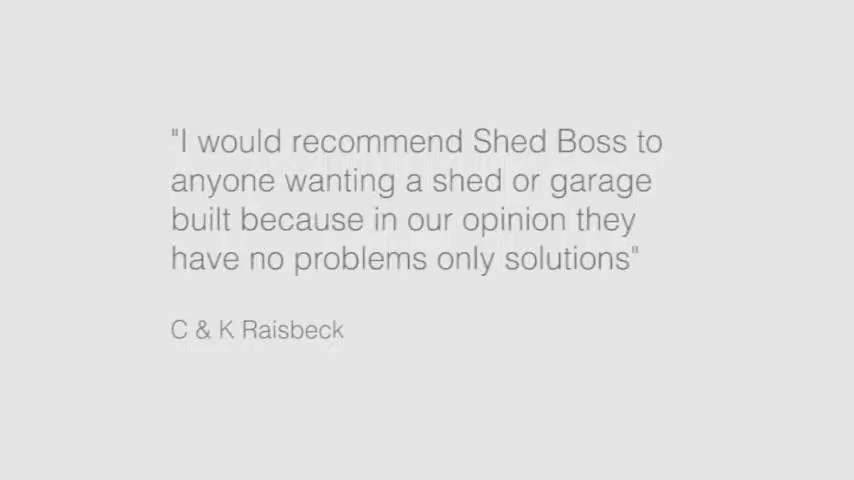 "I would recommend Shed Boss to
anyone wanting a shed or garage
built because in our opinion they
have no problems only solutions"
C & K Raisbeck